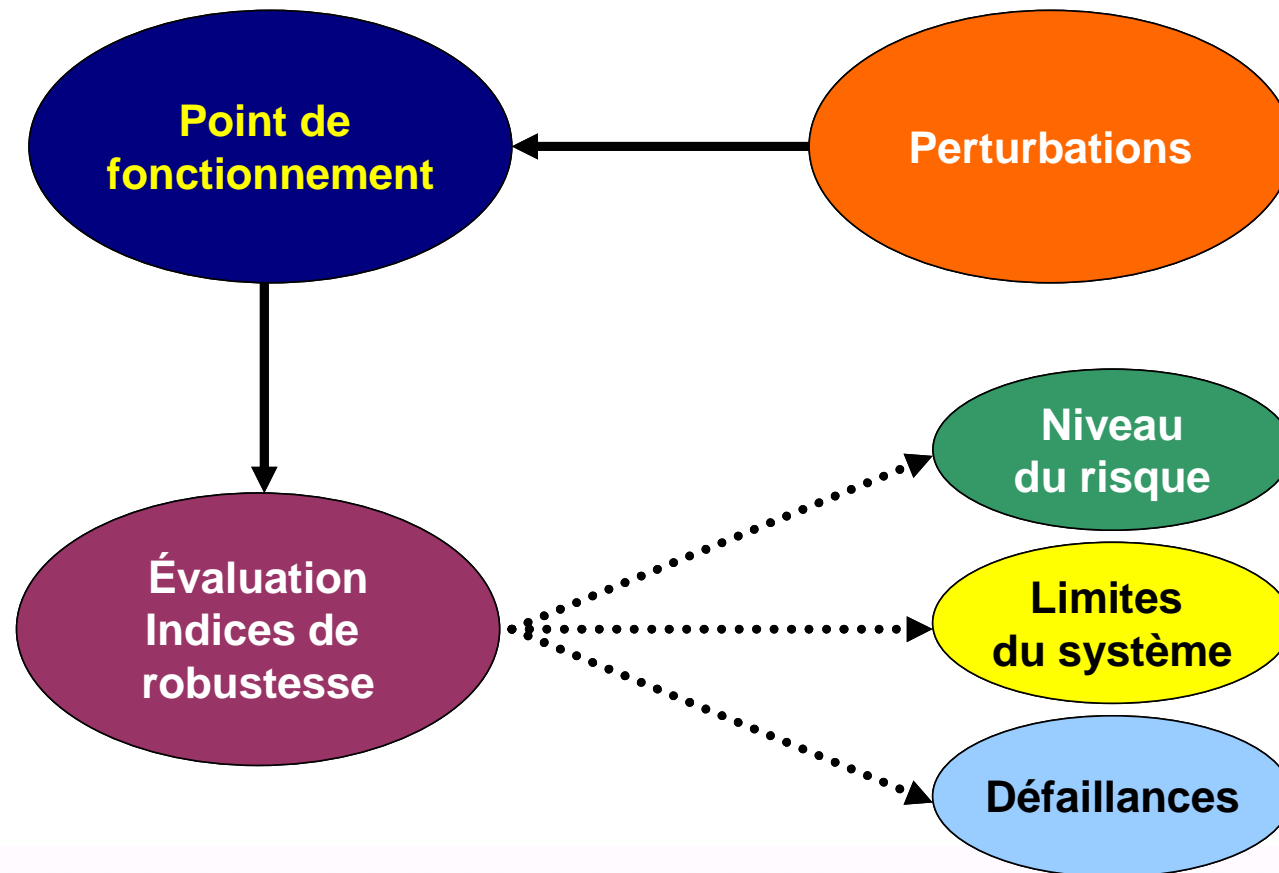 Point de
fonctionnement
Perturbations
Niveau
du risque
Évaluation
Indices de
robustesse
Limites
du système
Défaillances